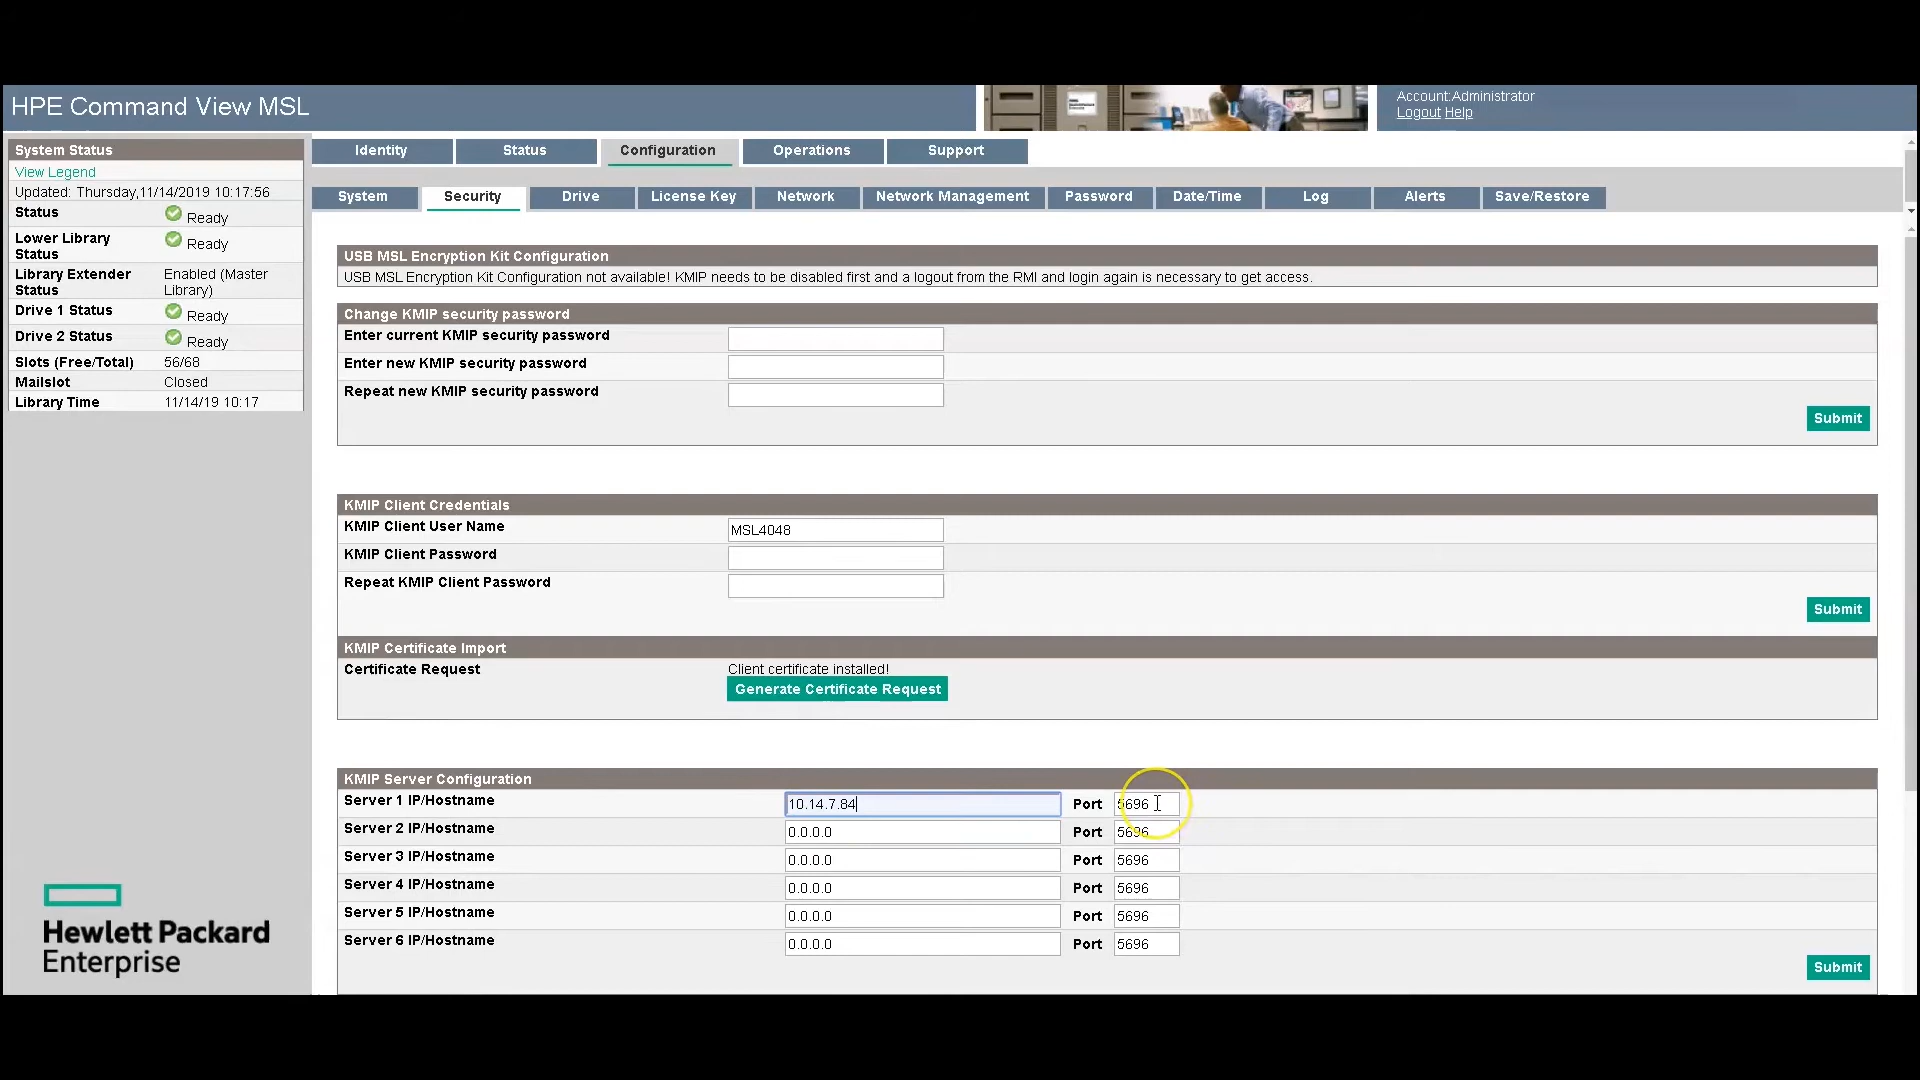 HPE Command View MSL
Account:Administrator
Logout Help
System Status
View Legend
Updated: Thursday,11/14/2019 10:17:56
Status Ready
Lower Library Status Ready
Library Extender Status Enabled (Master Library)
Drive 1 Status Ready
Drive 2 Status Ready
Slots (Free/Total) 56/68
Mailslot Closed
Library Time 11/14/19 10:17
Hewlett Packard
Enterprise
Identity Status Configuration Operations Support
System Security Drive License Key Network Network Management Password Date/Time Log Alerts Save/Restore
USB MSL Encryption Kit Configuration
USB MSL Encryption Kit Configuration not available! KMIP needs to be disabled first and a logout from the RMI and login again is necessary to get access.
Change KMIP security password
Enter current KMIP security password
Enter new KMIP security password
Repeat new KMIP security password
Submit
KMIP Client Credentials
KMIP Client User Name MSL4048
KMIP Client Password
Repeat KMIP Client Password
Submit
KMIP Certificate Import
Certificate Request Client certificate installed!
Generate Certificate Request
KMIP Server Configuration
Server 1 IP/Hostname 10.14.7.84 Port 5696
Server 2 IP/Hostname 0.0.0.0 Port 5696
Server 3 IP/Hostname 0.0.0.0 Port 5696
Server 4 IP/Hostname 0.0.0.0 Port 5696
Server 5 IP/Hostname 0.0.0.0 Port 5696
Server 6 IP/Hostname 0.0.0.0 Port 5696
Submit